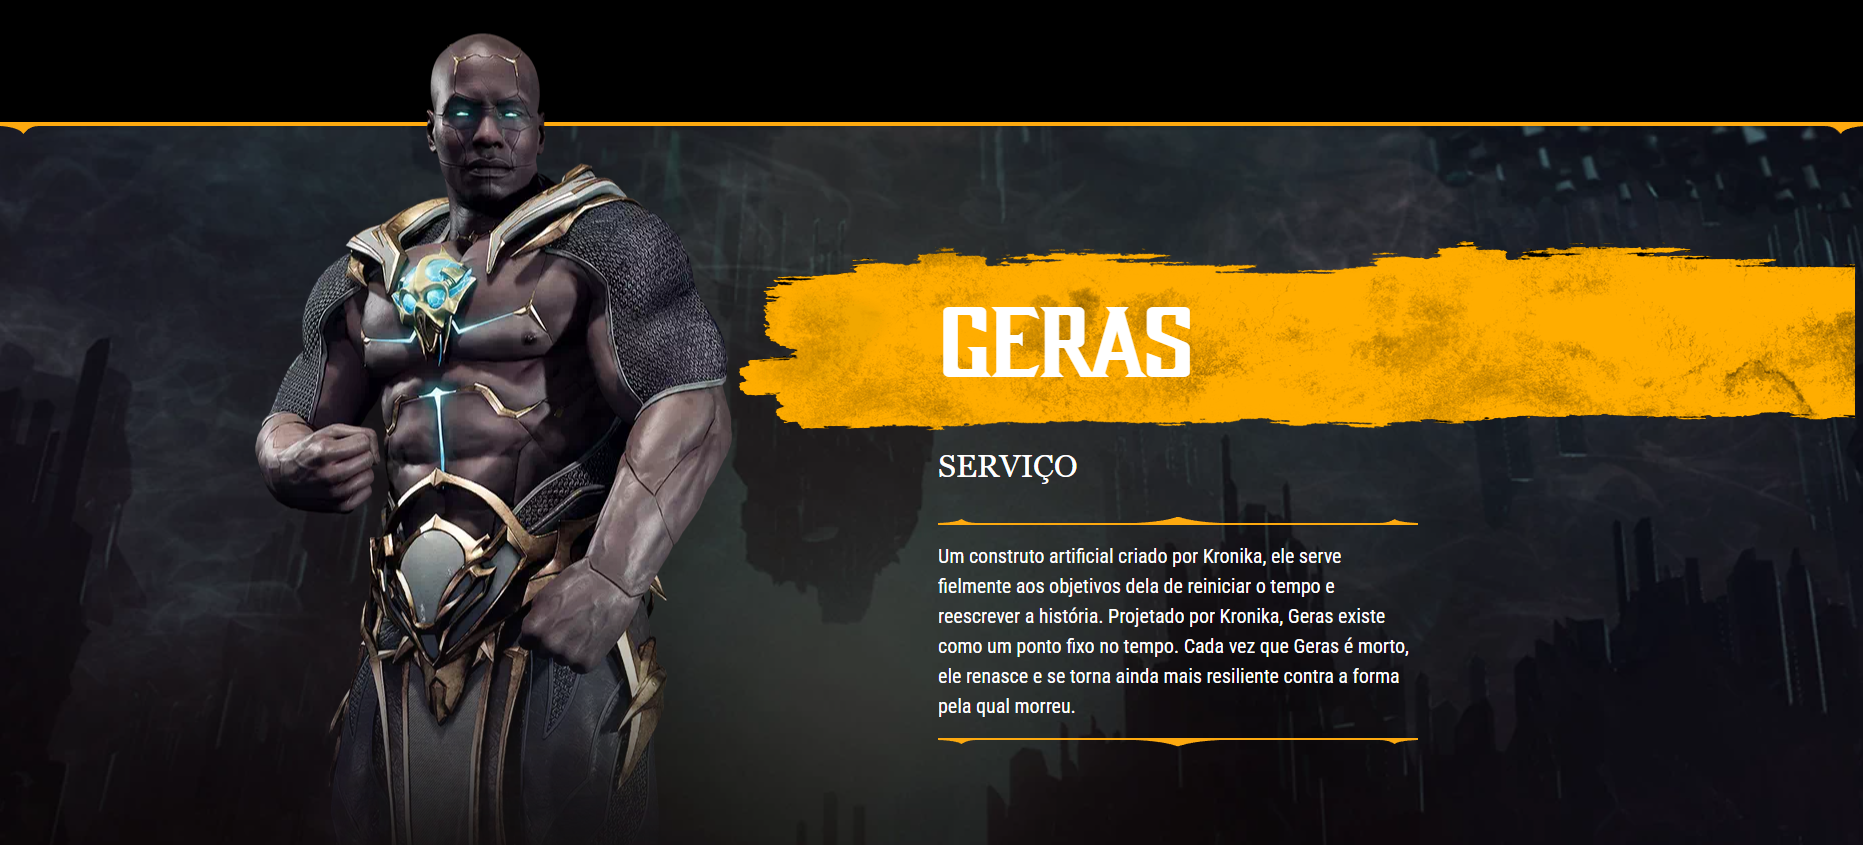 GERAS
SERVIÇO
Um construto artificial criado por Kronika, ele serve
fielmente aos objetivos dela de reiniciar o tempo e
reescrever a história. Projetado por Kronika, Geras existe
como um ponto fixo no tempo. Cada vez que Geras é morto,
ele renasce e se torna ainda mais resiliente contra a forma
pela qual morreu.